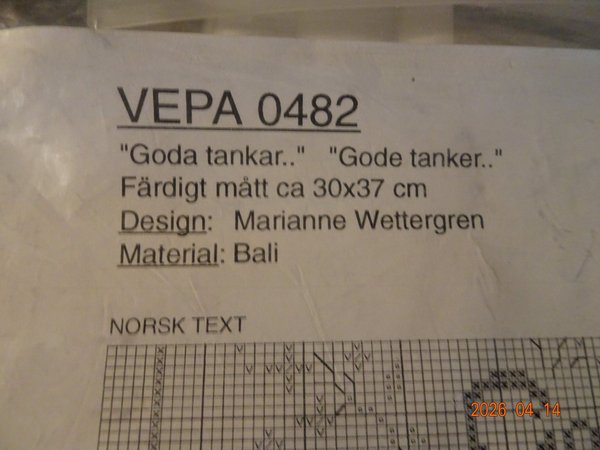 VEPA 0482
"Goda tankar.." "Gode tanker.."
Färdigt mått ca 30x37 cm
Design: Marianne Wettergren
Material: Bali
NORSK TEXT
2026 04 14